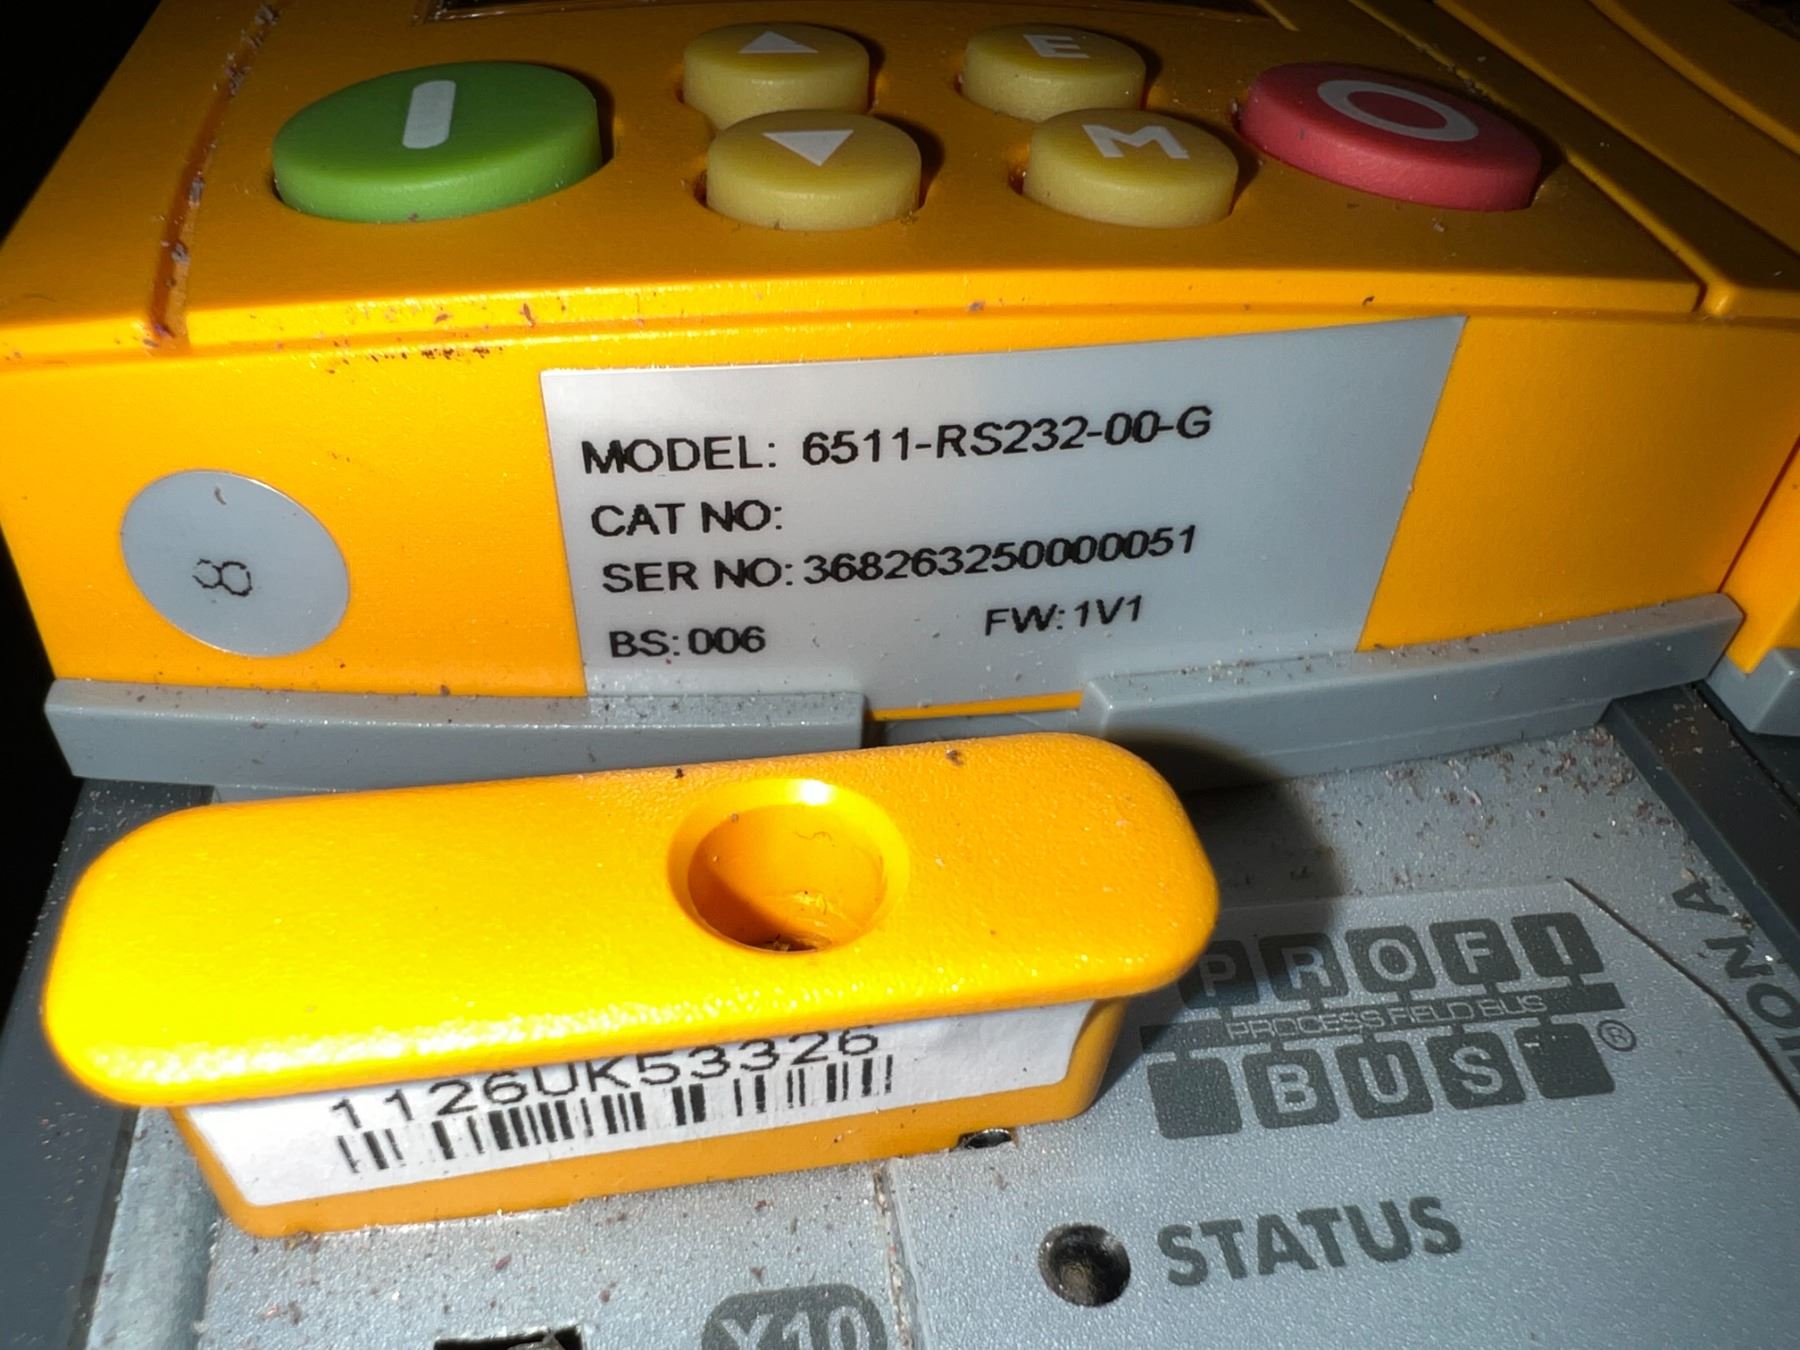 E
M
MODEL: 6511-RS232-00-G
CAT NO:
SER NO: 368263250000051
BS: 006 FW: 1V1
8
PROFI
PROCESS FIELD BUS
BUS®
1126UK53326
STATUS
X10